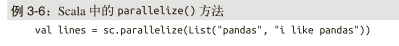 例 3-6：Scala 中的 parallelize() 方法
val lines = sc.parallelize(List("pandas", "i like pandas"))